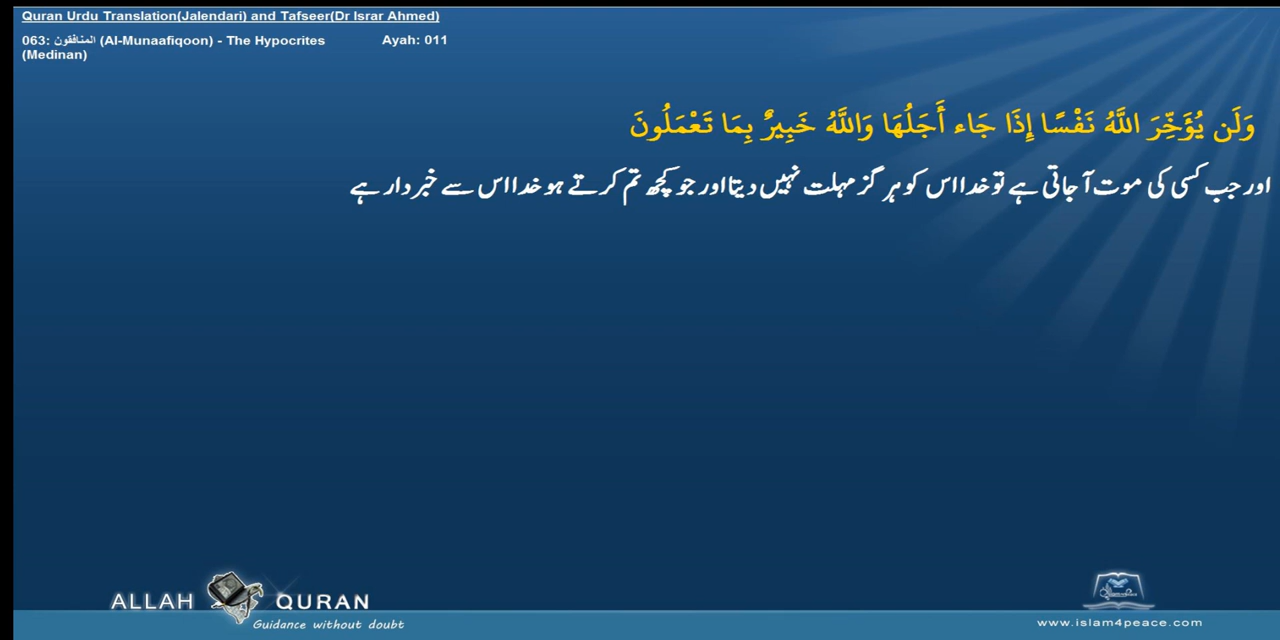 Quran Urdu Translation(Jalendari) and Tafseer(Dr Israr Ahmed)
063: المنافقون (Al-Munaafiqoon) - The Hypocrites Ayah: 011
(Medinan)
وَلَن يُؤَخِّرَ اللَّهُ نَفْسًا إِذَا جَاء أَجَلُهَا وَاللَّهُ خَبِيرٌ بِمَا تَعْمَلُونَ
اور جب کسی کی موت آجاتی ہے تو خدا اس کو ہر گز مہلت نہیں دیتا اور جو کچھ تم کرتے ہو خدا اس سے خبردار ہے
ALLAH QURAN
Guidance without doubt
www.islam4peace.com